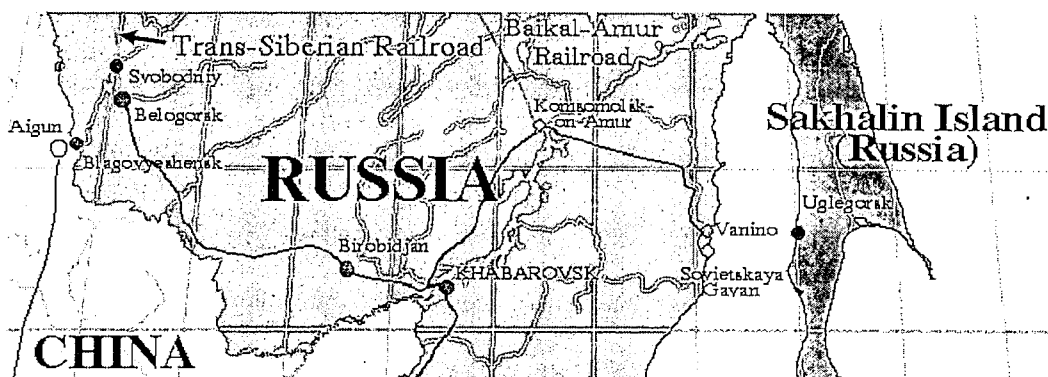 Trans-Siberian Railroad
Baikal-Amur
Railroad
Svobodniy
Belogorsk
Komsomolsk-
on-Amur
Aigun
Blagovyeshensk
Sakhalin Island
(Russia)
RUSSIA
Uglegorsk
Vanino
Birobidjan
KHABAROVSK
Sovietskaya
Gavan
CHINA